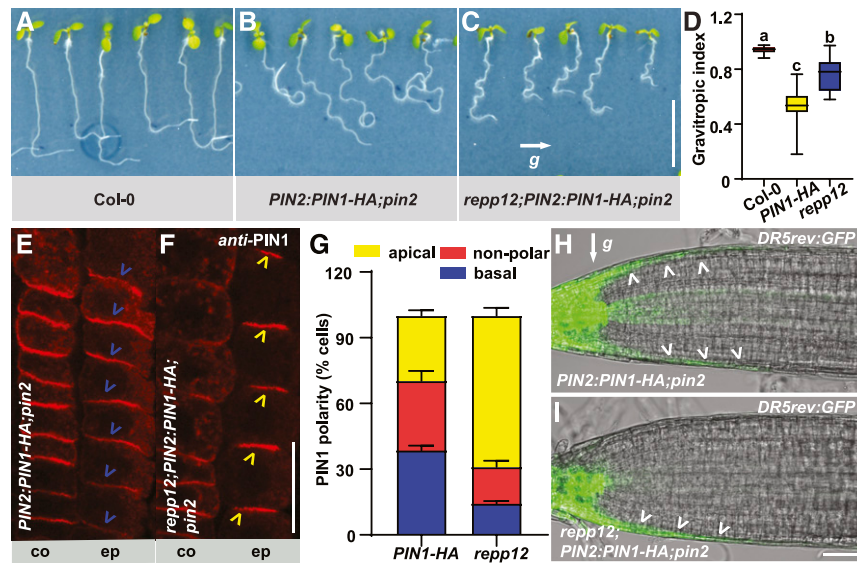 A
B
C
g
Col-0
PIN2:PIN1-HA;pin2
repp12;PIN2:PIN1-HA;pin2
D
Gravitropic index
1.2
0.8
0.4
0
a
c
b
Col-0
PIN1-HA
repp12
E
F
anti-PIN1
PIN2:PIN1-HA;pin2
repp12;PIN2:PIN1-HA;
pin2
co
ep
co
ep
G
apical
non-polar
basal
PIN1 polarity (% cells)
120
90
60
30
0
PIN1-HA
repp12
H
g
DR5rev:GFP
PIN2:PIN1-HA;pin2
I
DR5rev:GFP
repp12;
PIN2:PIN1-HA;pin2